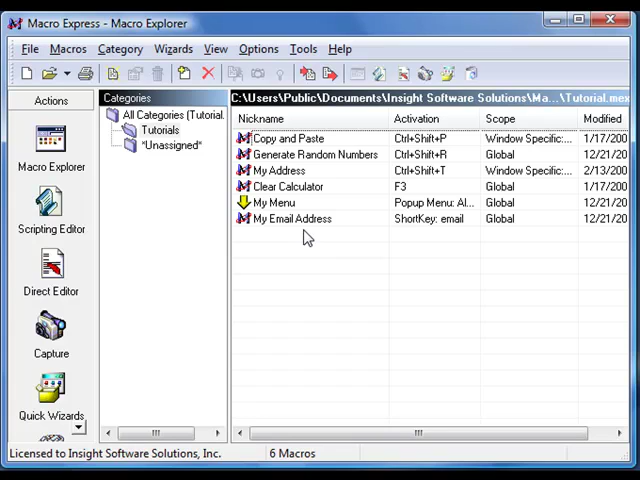 Macro Express - Macro Explorer
File Macros Category Wizards View Options Tools Help
Actions
Macro Explorer
Scripting Editor
Direct Editor
Capture
Quick Wizards
Categories
All Categories (Tutorial.
Tutorials
*Unassigned*
C:\Users\Public\Documents\Insight Software Solutions\Ma...\Tutorial.mex
Nickname Activation Scope Modified
Copy and Paste Ctrl+Shift+P Window Specific:... 1/17/200
Generate Random Numbers Ctrl+Shift+R Global 12/21/20
My Address Ctrl+Shift+T Window Specific:... 2/13/200
Clear Calculator F3 Global 1/17/200
My Menu Popup Menu: Al... Global 12/21/20
My Email Address ShortKey: email Global 12/21/20
Licensed to Insight Software Solutions, Inc. 6 Macros